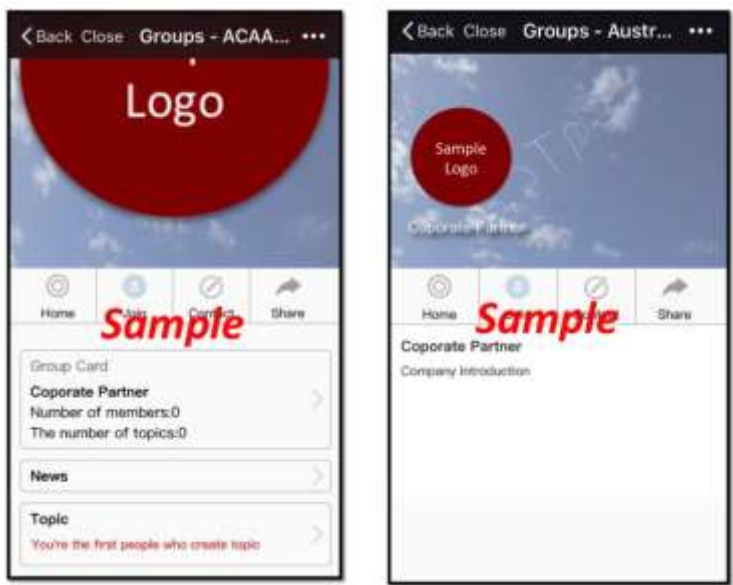 Back Close Groups - ACAA... •••
Logo
Home Join Contact Share
Sample
Group Card
Coporate Partner
Number of members:0
The number of topics:0
News
Topic
You're the first people who create topic
Back Close Groups - Austr... •••
Sample
Logo
Coporate Partner
Home Share
Sample
Coporate Partner
Company Introduction